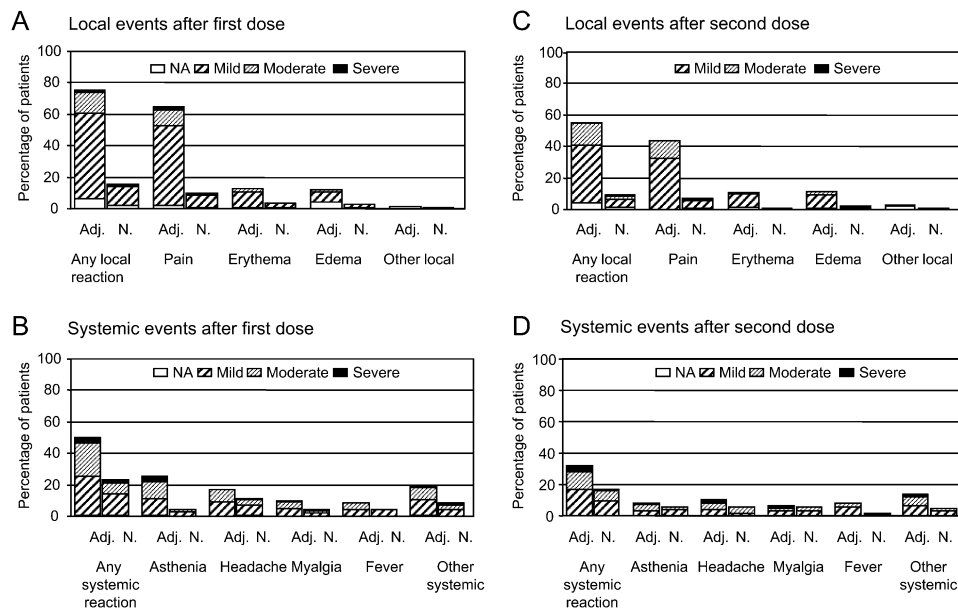 A Local events after first dose
Percentage of patients
100
80
60
40
20
0
NA Mild Moderate Severe
Adj. N. Adj. N. Adj. N. Adj. N. Adj. N.
Any local Pain Erythema Edema Other local
reaction
B Systemic events after first dose
Percentage of patients
100
80
60
40
20
0
NA Mild Moderate Severe
Adj. N. Adj. N. Adj. N. Adj. N. Adj. N. Adj. N.
Any Asthenia Headache Myalgia Fever Other
systemic systemic
reaction
C Local events after second dose
Percentage of patients
100
80
60
40
20
0
Mild Moderate Severe
Adj. N. Adj. N. Adj. N. Adj. N. Adj. N.
Any local Pain Erythema Edema Other local
reaction
D Systemic events after second dose
Percentage of patients
100
80
60
40
20
0
NA Mild Moderate Severe
Adj. N. Adj. N. Adj. N. Adj. N. Adj. N. Adj. N.
Any Asthenia Headache Myalgia Fever Other
systemic systemic
reaction